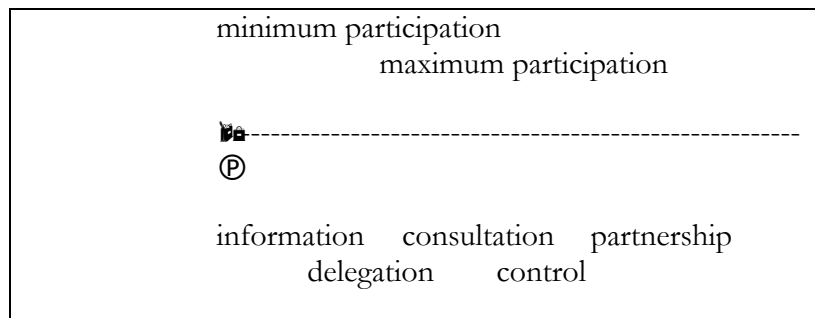 minimum participation
maximum participation
-------------------------------------------------------
℗
information consultation partnership
delegation control